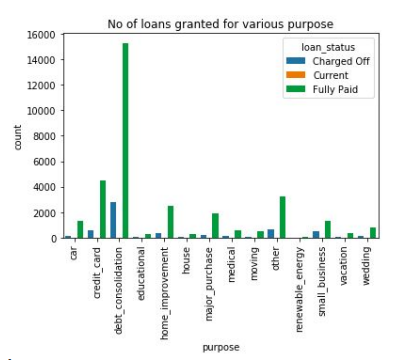 No of loans granted for various purpose
16000
14000
12000
10000
8000
6000
4000
2000
0
count
loan_status
Charged Off
Current
Fully Paid
car
credit_card
debt_consolidation
educational
home_improvement
house
major_purchase
medical
moving
other
renewable_energy
small_business
vacation
wedding
purpose